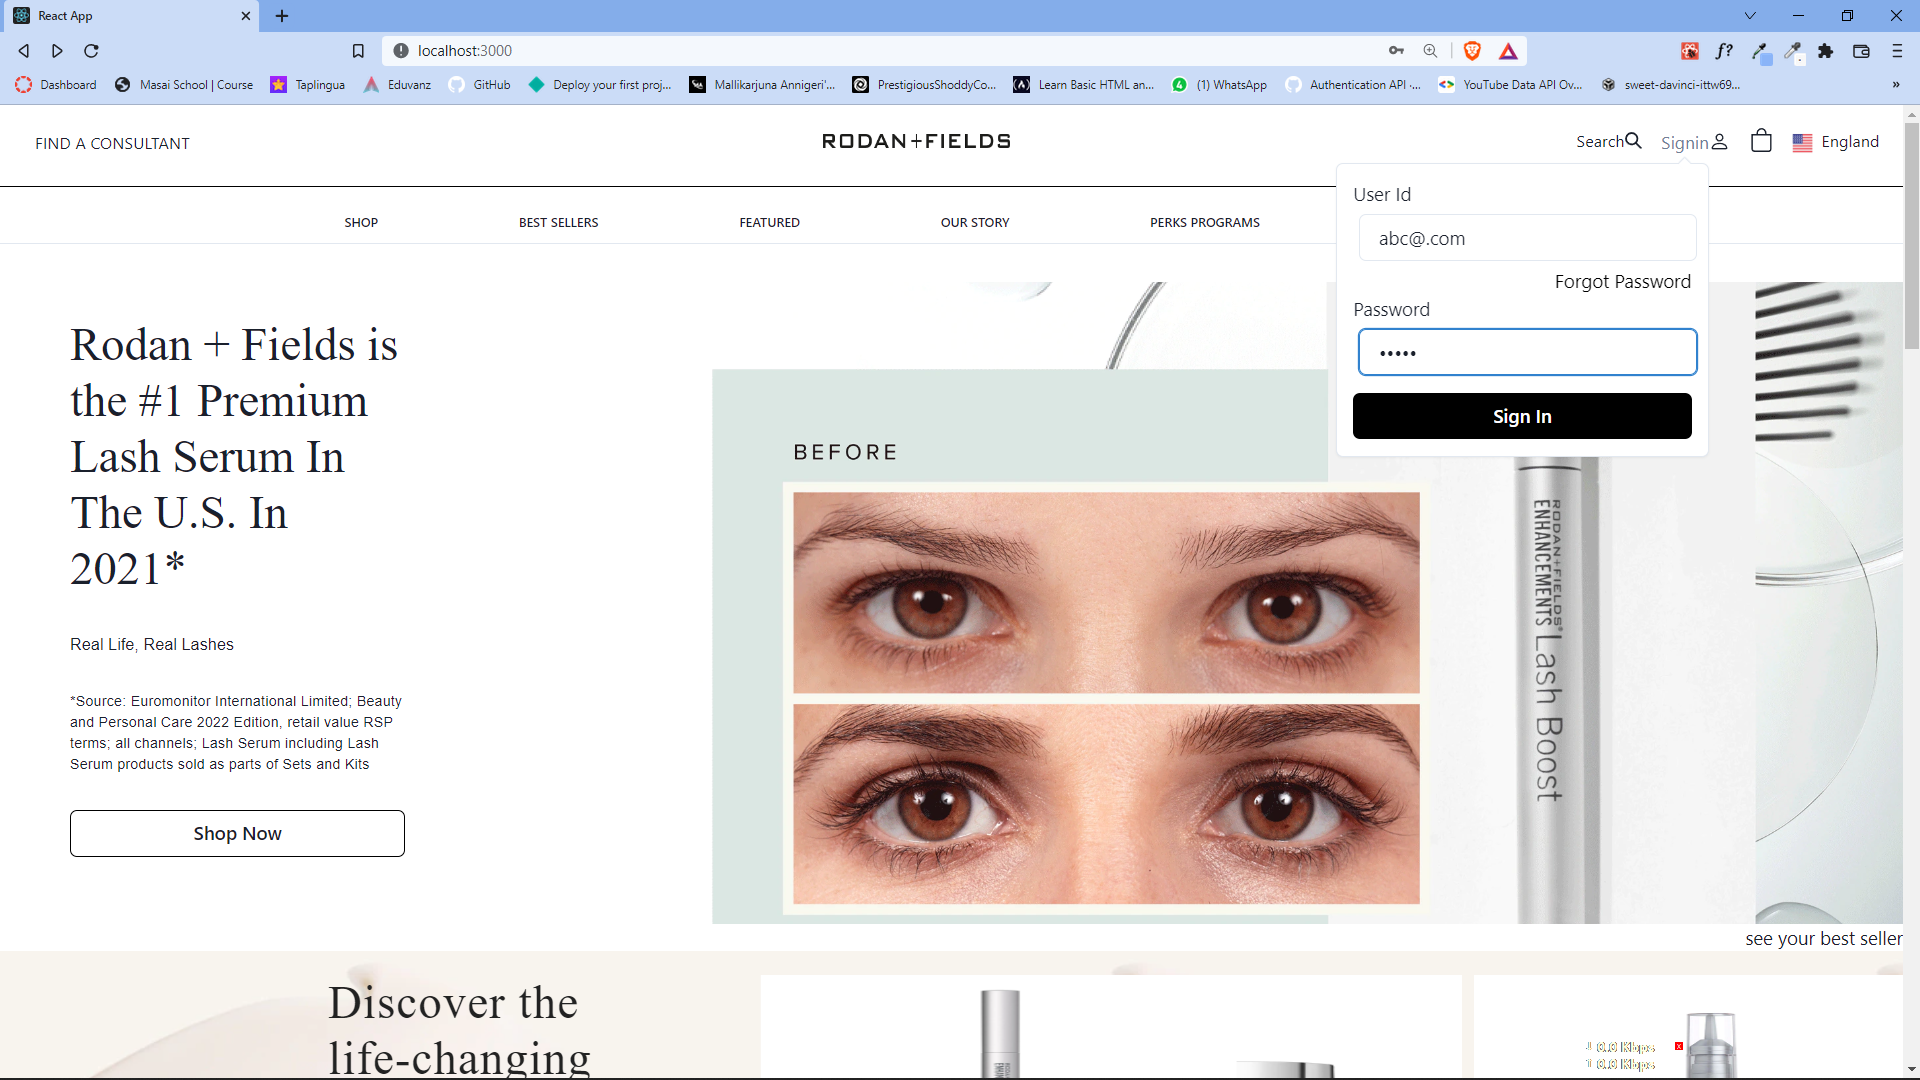 React App
localhost:3000
Dashboard
Masai School | Course
Taplingua
Eduvanz
GitHub
Deploy your first proj...
Mallikarjuna Annigeri'...
PrestigiousShoddyCo...
Learn Basic HTML an...
(1) WhatsApp
Authentication API ·...
YouTube Data API Ov...
sweet-davinci-ittw69...
»
FIND A CONSULTANT
RODAN+FIELDS
Search
Signin
England
SHOP
BEST SELLERS
FEATURED
OUR STORY
PERKS PROGRAMS
User Id
abc@.com
Forgot Password
Password
•••••
Sign In
Rodan + Fields is
the #1 Premium
Lash Serum In
The U.S. In
2021*
Real Life, Real Lashes
*Source: Euromonitor International Limited; Beauty
and Personal Care 2022 Edition, retail value RSP
terms; all channels; Lash Serum including Lash
Serum products sold as parts of Sets and Kits
Shop Now
BEFORE
RODAN+FIELDS®
ENHANCEMENTS
Lash Boost
see your best seller
Discover the
life-changing
0.0 Kbps
0.0 Kbps